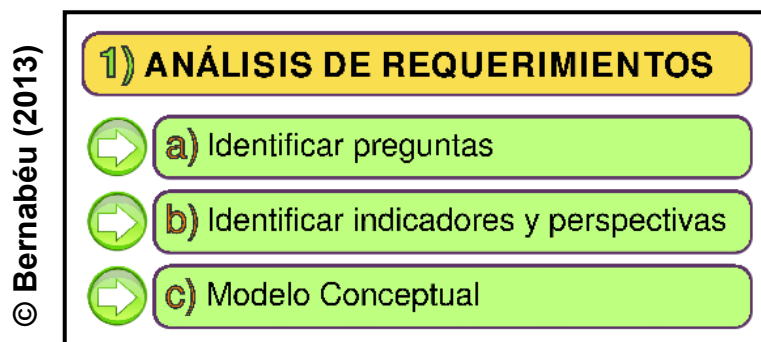 © Bernabéu (2013)
1) ANÁLISIS DE REQUERIMIENTOS
a) Identificar preguntas
b) Identificar indicadores y perspectivas
c) Modelo Conceptual